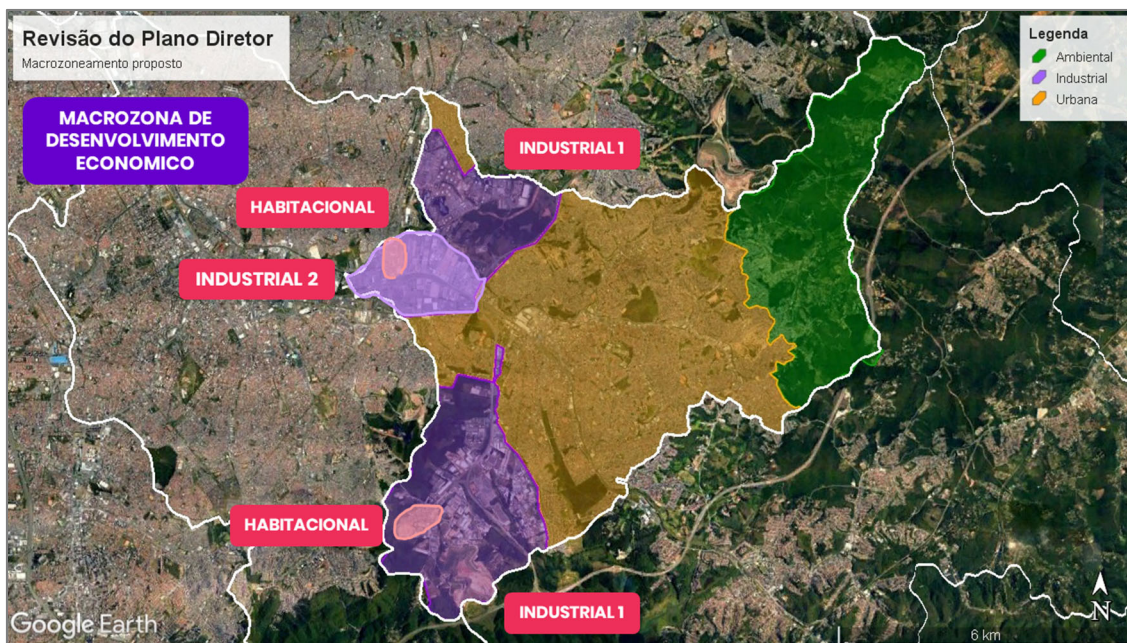 Revisão do Plano Diretor
Macrozoneamento proposto
Legenda
Ambiental
Industrial
Urbana
MACROZONA DE
DESENVOLVIMENTO
ECONOMICO
INDUSTRIAL 1
HABITACIONAL
INDUSTRIAL 2
HABITACIONAL
INDUSTRIAL 1
Google Earth
N
6 km